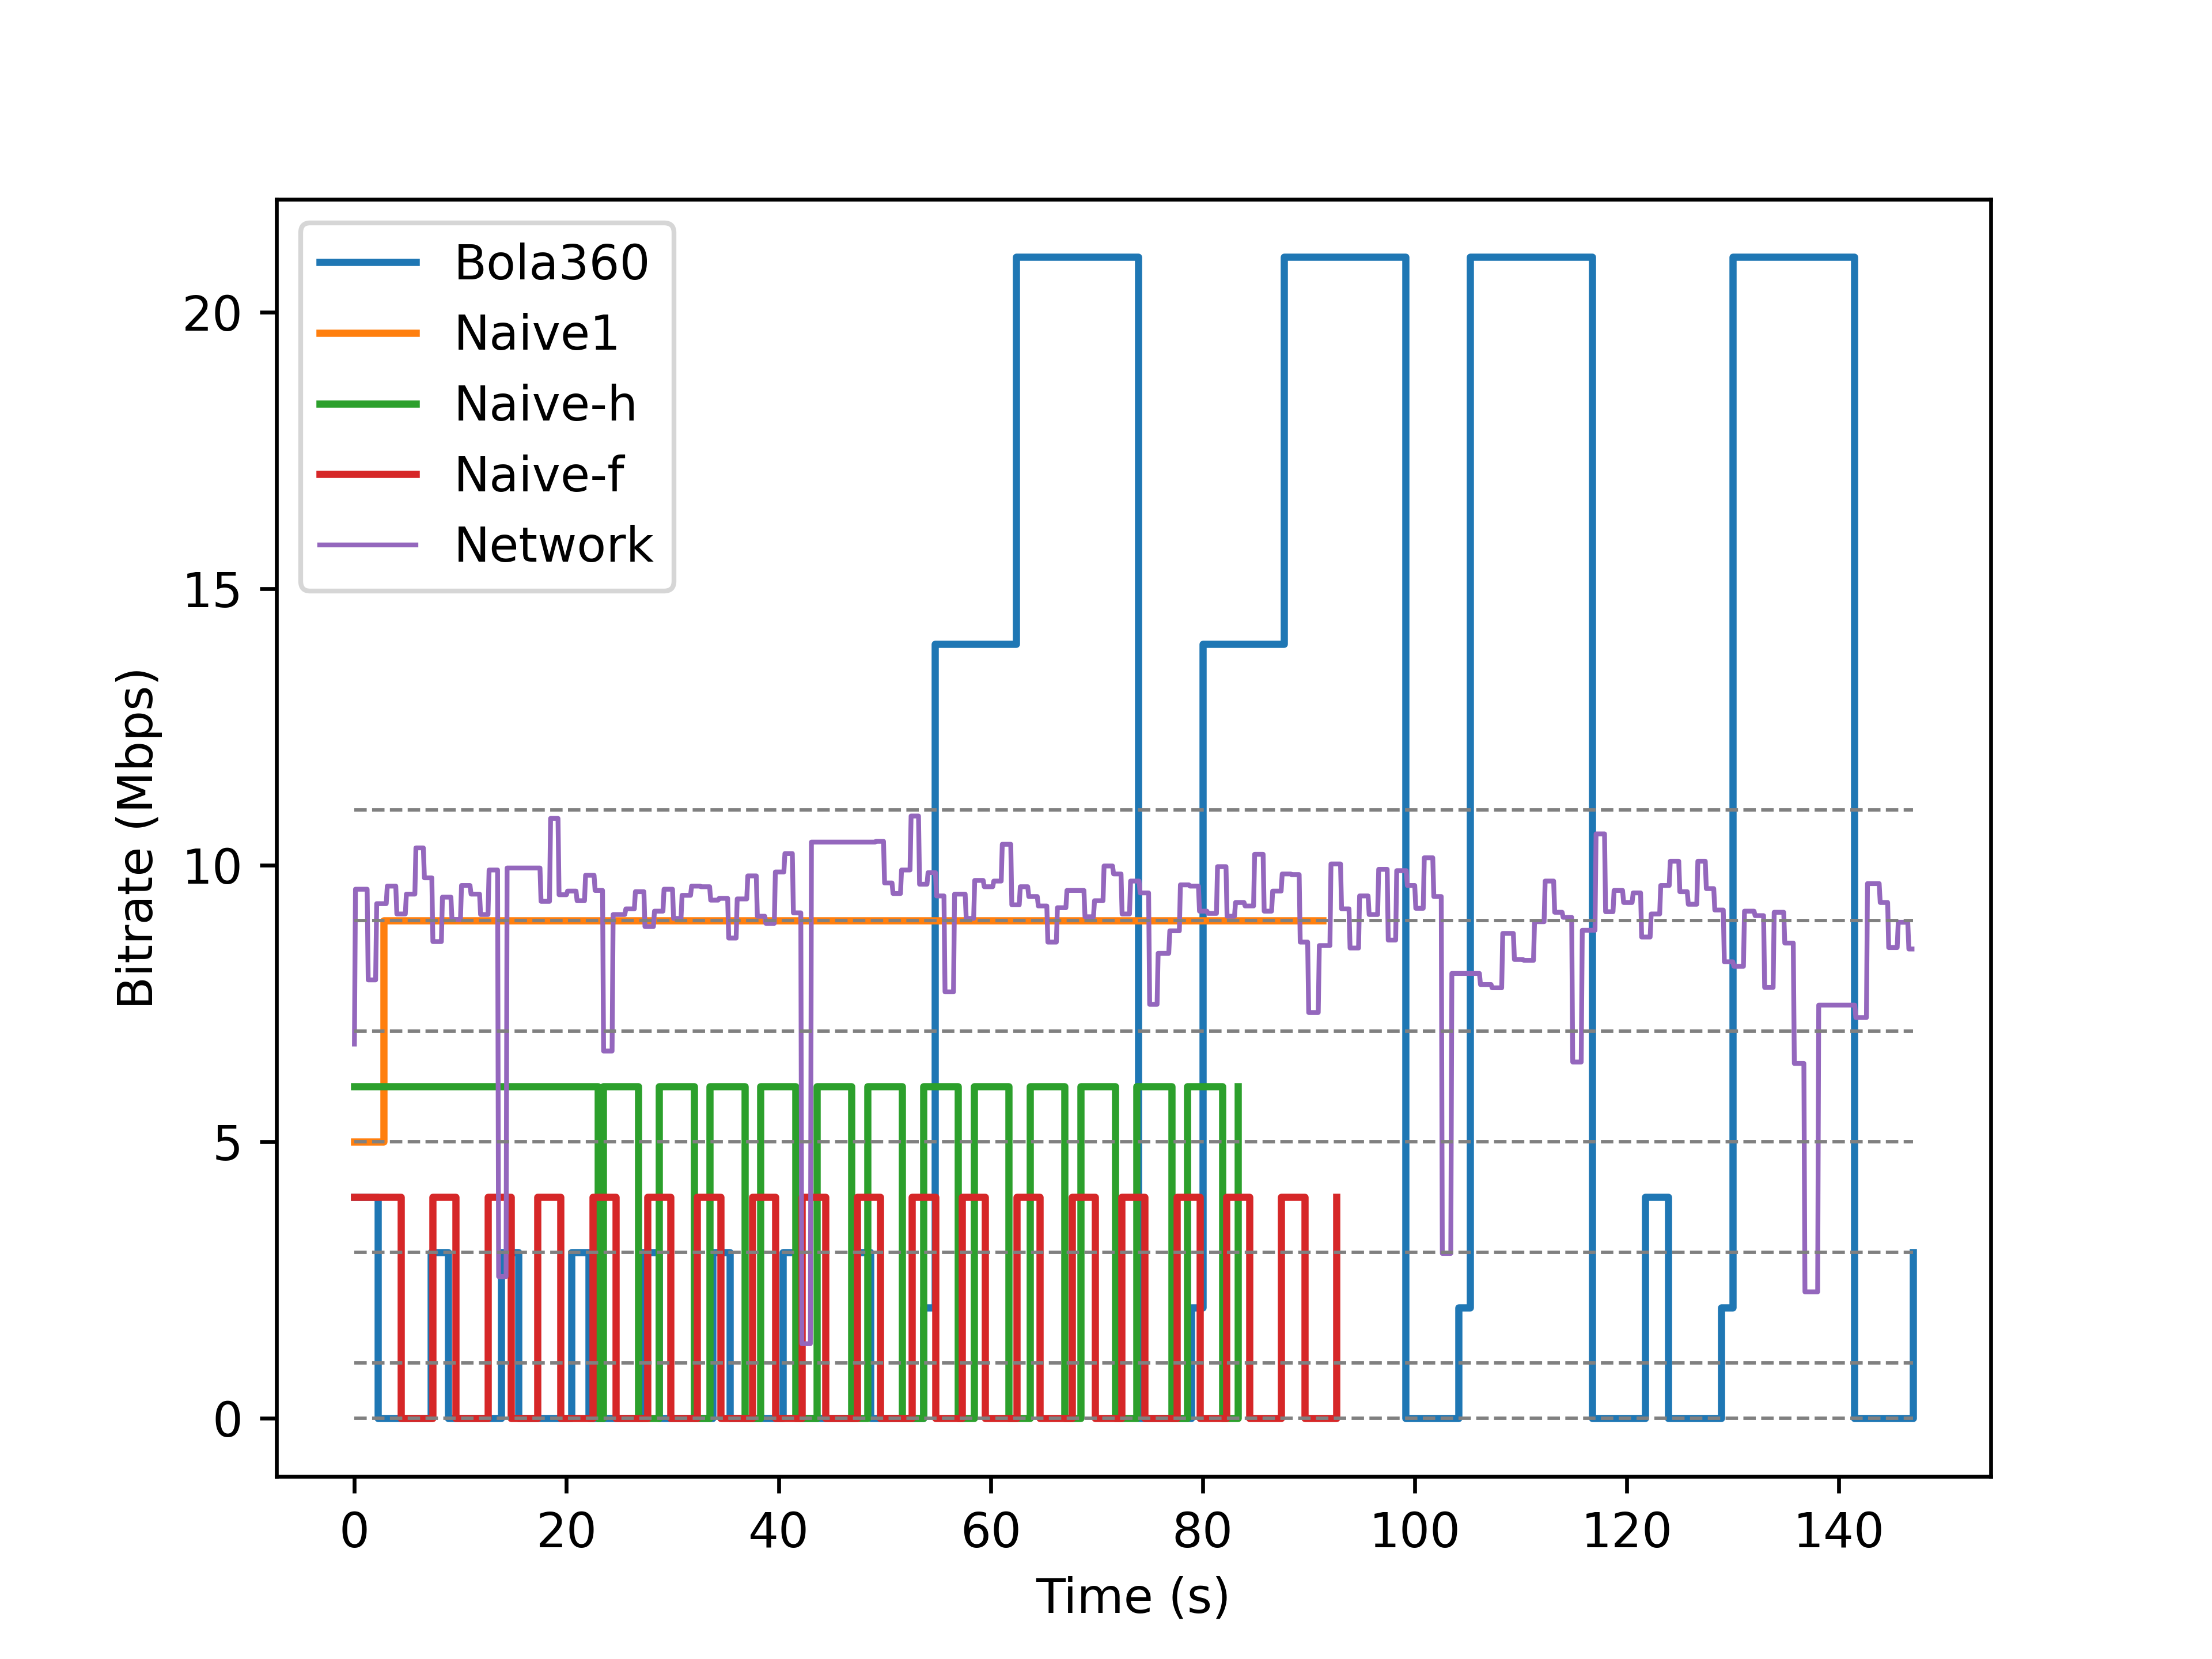 Bola360
Naive1
Naive-h
Naive-f
Network
20
15
10
5
0
Bitrate (Mbps)
0 20 40 60 80 100 120 140
Time (s)